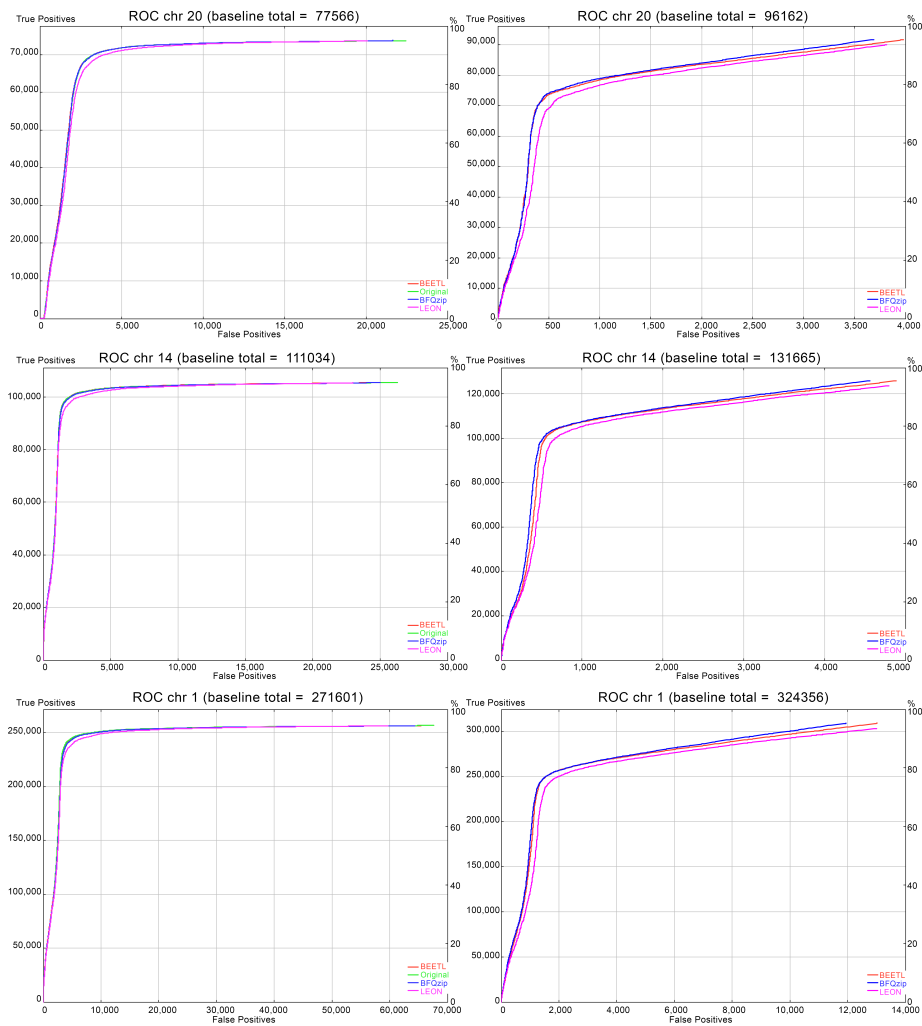 True Positives ROC chr 20 (baseline total = 77566) %
100
70,000
80
60,000
50,000
60
40,000
30,000
40
20,000
20
10,000
BEETL
Original
BFQzip
LEON
0 0
0 5,000 10,000 15,000 20,000 25,000
False Positives
True Positives ROC chr 20 (baseline total = 96162) %
100
90,000
80,000
80
70,000
60,000
60
50,000
40,000
40
30,000
20,000
20
10,000
BEETL
BFQzip
LEON
0 0
0 500 1,000 1,500 2,000 2,500 3,000 3,500 4,000
False Positives
True Positives ROC chr 14 (baseline total = 111034) %
100
100,000
80
80,000
60
60,000
40
40,000
20
20,000
BEETL
Original
BFQzip
LEON
0 0
0 5,000 10,000 15,000 20,000 25,000 30,000
False Positives
True Positives ROC chr 14 (baseline total = 131665) %
100
120,000
80
100,000
80,000
60
60,000
40
40,000
20
20,000
BEETL
BFQzip
LEON
0 0
0 1,000 2,000 3,000 4,000 5,000
False Positives
True Positives ROC chr 1 (baseline total = 271601) %
100
250,000
80
200,000
60
150,000
40
100,000
20
50,000
BEETL
Original
BFQzip
LEON
0 0
0 10,000 20,000 30,000 40,000 50,000 60,000 70,000
False Positives
True Positives ROC chr 1 (baseline total = 324356) %
100
300,000
80
250,000
200,000
60
150,000
40
100,000
20
50,000
BEETL
BFQzip
LEON
0 0
0 2,000 4,000 6,000 8,000 10,000 12,000 14,000
False Positives